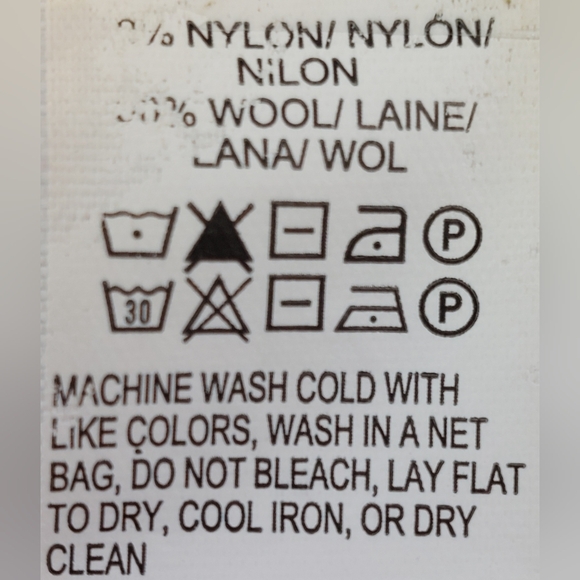 % NYLON/ NYLON/
NILON
% WOOL/ LAINE/
LANA/ WOL
P
30 P
MACHINE WASH COLD WITH
LIKE COLORS, WASH IN A NET
BAG, DO NOT BLEACH, LAY FLAT
TO DRY, COOL IRON, OR DRY
CLEAN